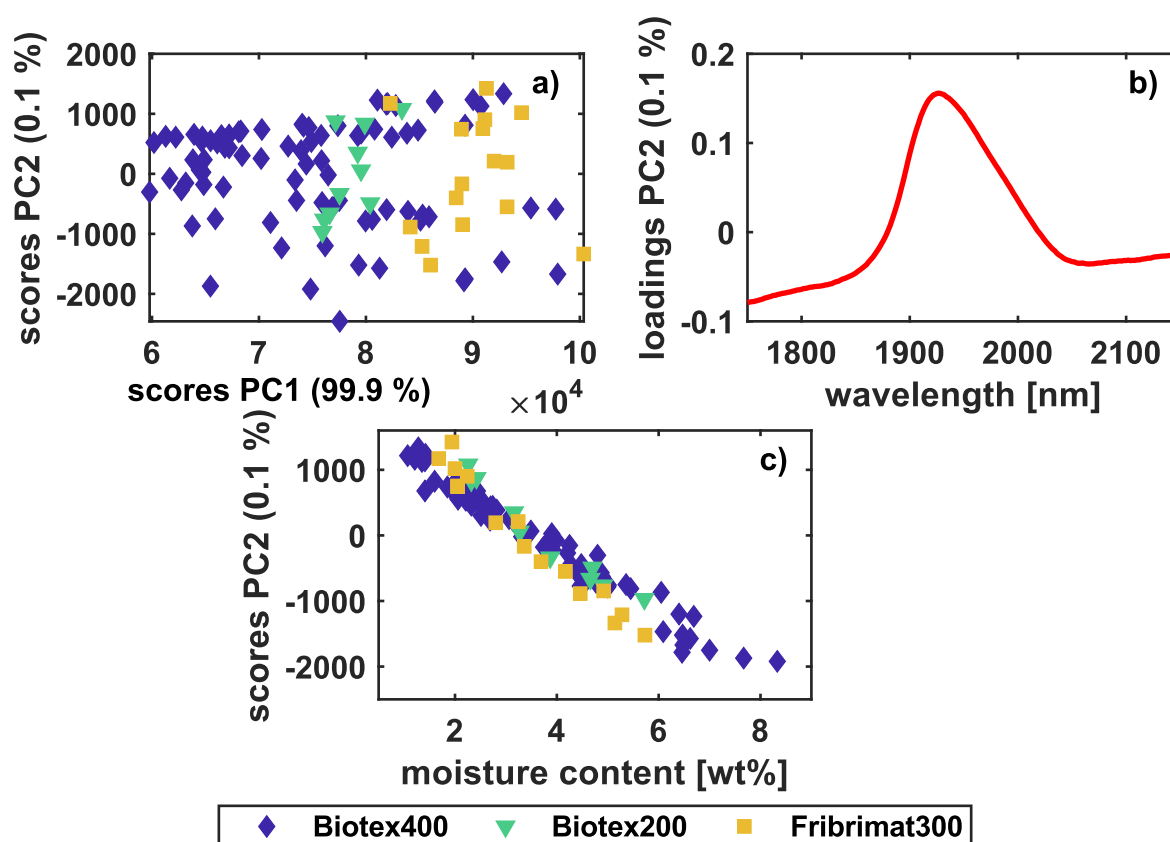 scores PC2 (0.1 %)
2000
1000
0
-1000
-2000
a)
6
7
8
9
10
scores PC1 (99.9 %)
×10⁴
loadings PC2 (0.1 %)
0.2
0.1
0
-0.1
b)
1800
1900
2000
2100
wavelength [nm]
scores PC2 (0.1 %)
1000
0
-1000
-2000
c)
2
4
6
8
moisture content [wt%]
Biotex400 Biotex200 Fribrimat300